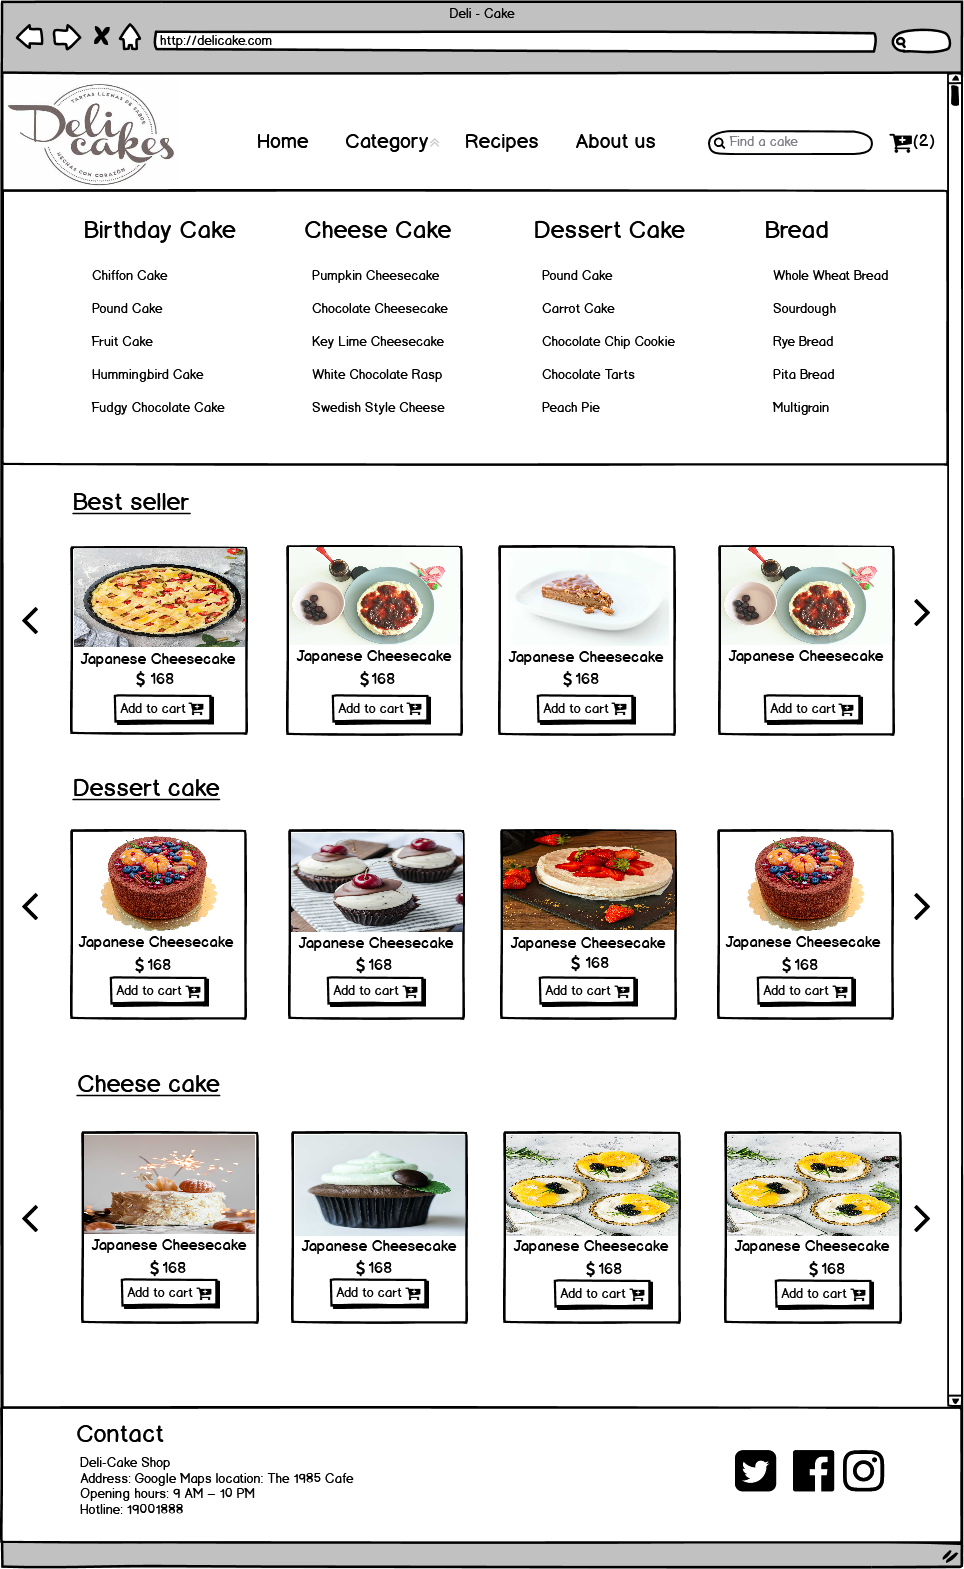 Deli - Cake
http://delicake.com
TARTAS LLENAS DE SABOR
Deli
cakes
HECHAS CON CORAZÓN
Home Category Recipes About us Find a cake (2)
Birthday Cake Cheese Cake Dessert Cake Bread
Chiffon Cake Pumpkin Cheesecake Pound Cake Whole Wheat Bread
Pound Cake Chocolate Cheesecake Carrot Cake Sourdough
Fruit Cake Key Lime Cheesecake Chocolate Chip Cookie Rye Bread
Hummingbird Cake White Chocolate Rasp Chocolate Tarts Pita Bread
Fudgy Chocolate Cake Swedish Style Cheese Peach Pie Multigrain
Best seller
Japanese Cheesecake Japanese Cheesecake Japanese Cheesecake Japanese Cheesecake
$ 168 $ 168 $ 168
Add to cart Add to cart Add to cart Add to cart
Dessert cake
Japanese Cheesecake Japanese Cheesecake Japanese Cheesecake Japanese Cheesecake
$ 168 $ 168 $ 168 $ 168
Add to cart Add to cart Add to cart Add to cart
Cheese cake
Japanese Cheesecake Japanese Cheesecake Japanese Cheesecake Japanese Cheesecake
$ 168 $ 168 $ 168 $ 168
Add to cart Add to cart Add to cart Add to cart
Contact
Deli-Cake Shop
Address: Google Maps location: The 1985 Cafe
Opening hours: 9 AM – 10 PM
Hotline: 19001888